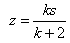 z = ks / (k + 2)